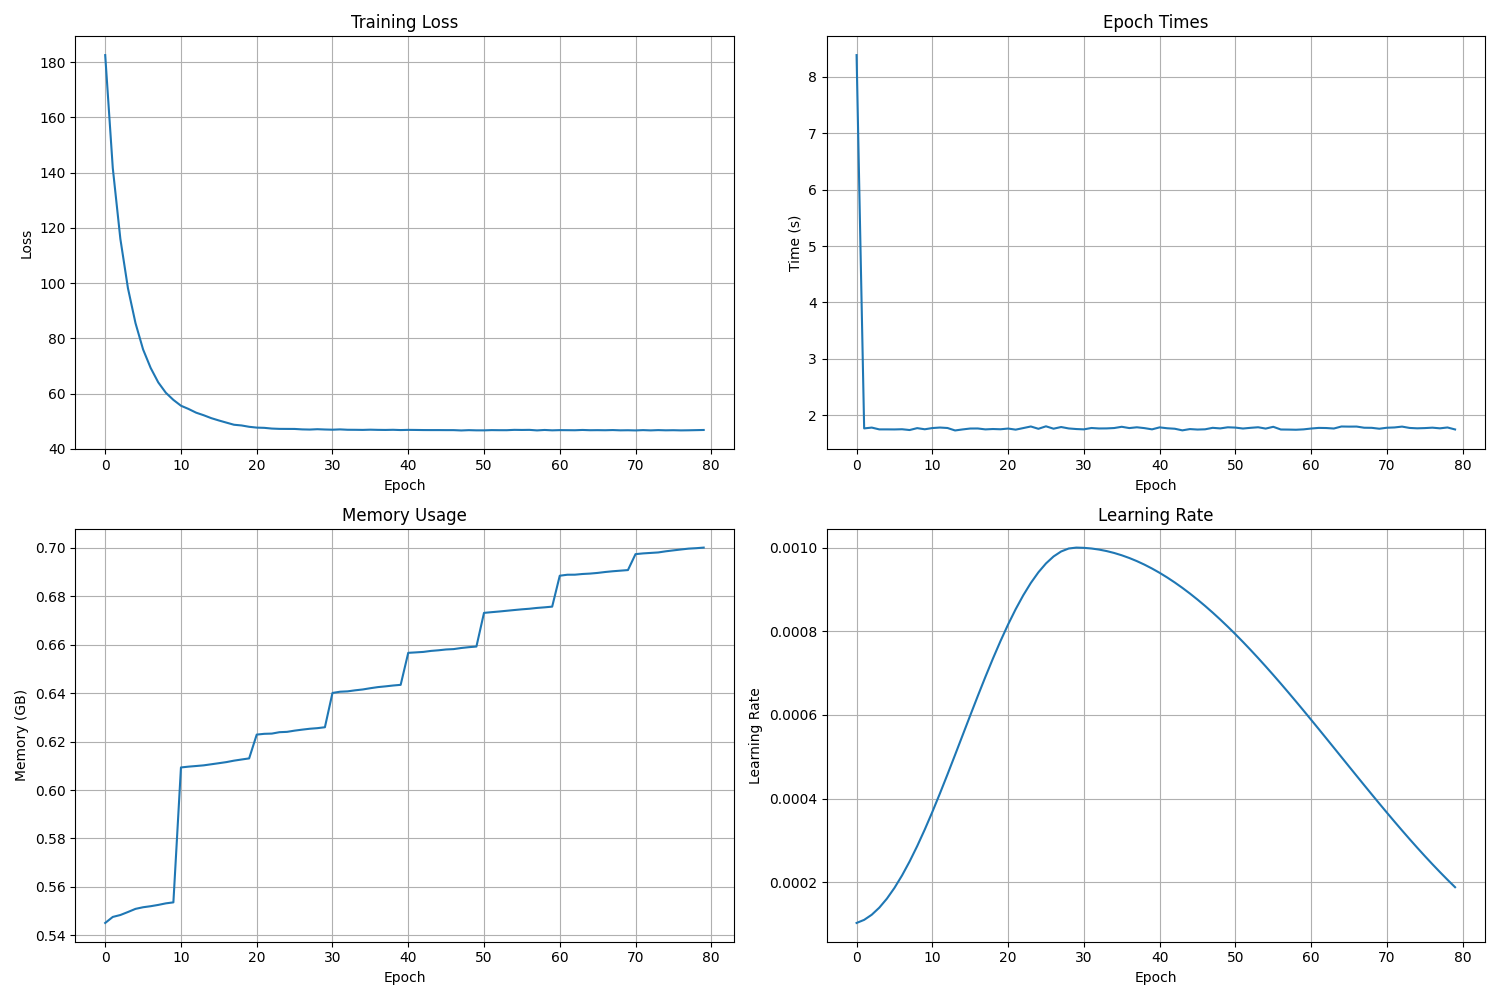 Training Loss
180
160
140
120
100
80
60
40
Loss
0 10 20 30 40 50 60 70 80
Epoch
Epoch Times
8
7
6
5
4
3
2
Time (s)
0 10 20 30 40 50 60 70 80
Epoch
Memory Usage
0.70
0.68
0.66
0.64
0.62
0.60
0.58
0.56
0.54
Memory (GB)
0 10 20 30 40 50 60 70 80
Epoch
Learning Rate
0.0010
0.0008
0.0006
0.0004
0.0002
Learning Rate
0 10 20 30 40 50 60 70 80
Epoch